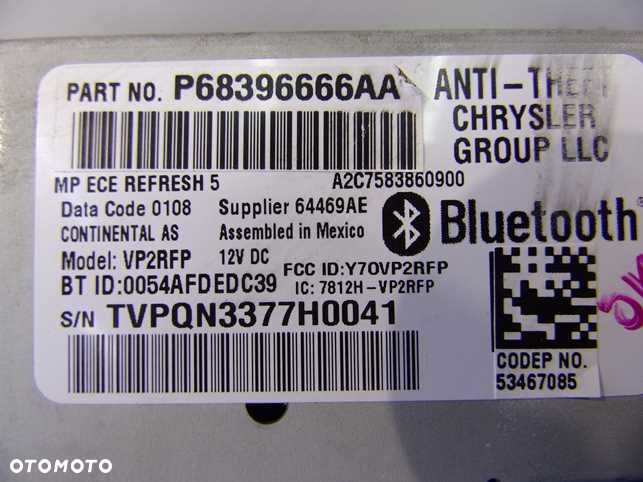 PART NO. P68396666AA
ANTI-THEFT
CHRYSLER
GROUP LLC
MP ECE REFRESH 5 A2C7583860900
Data Code 0108 Supplier 64469AE
CONTINENTAL AS Assembled in Mexico
Bluetooth®
Model: VP2RFP 12V DC FCC ID:Y7OVP2RFP
BT ID:0054AFDEDC39 IC: 7812H-VP2RFP
S/N TVPQN3377H0041
CODEP NO.
53467085
OTOMOTO